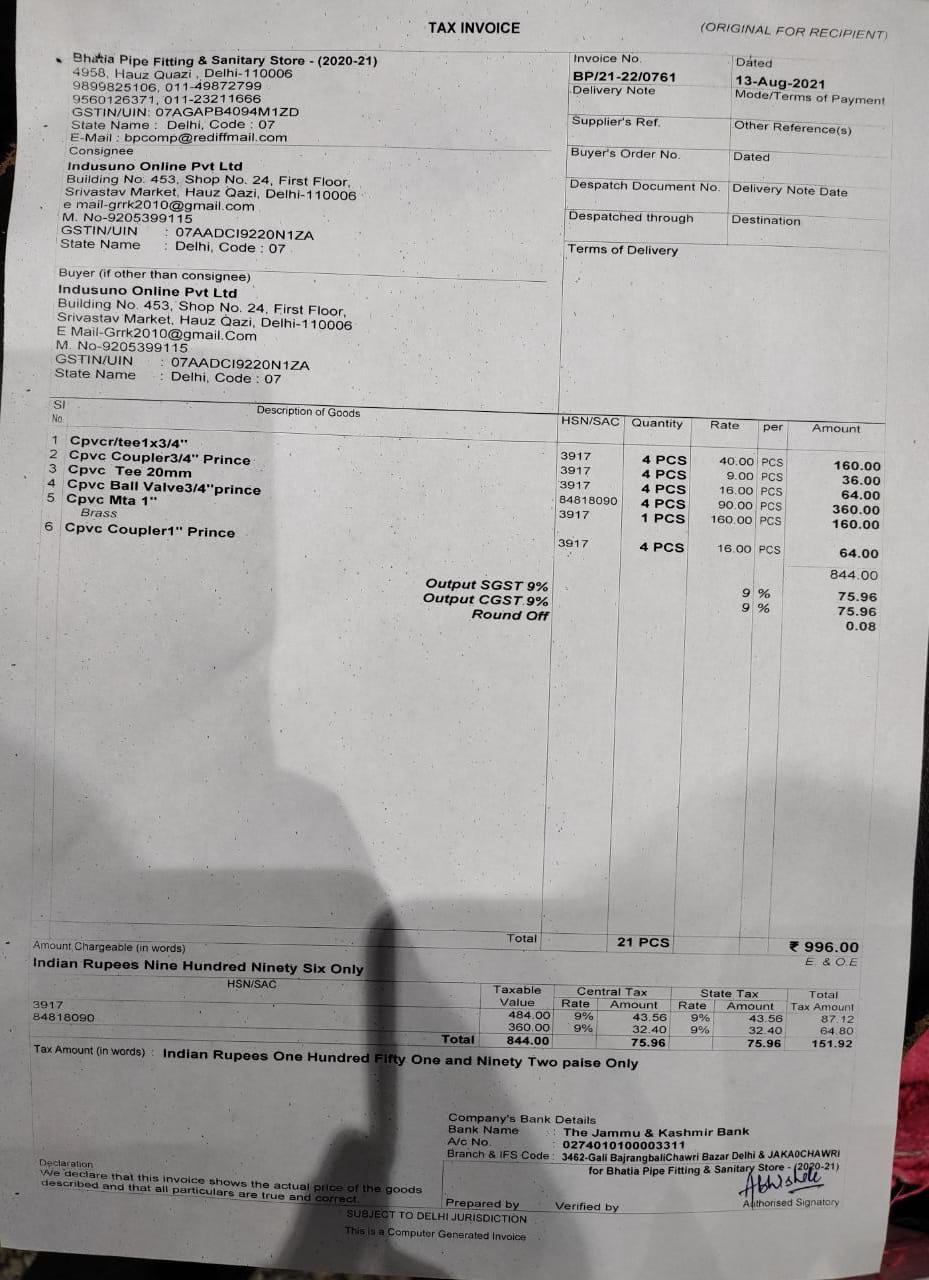 TAX INVOICE
(ORIGINAL FOR RECIPIENT)
Bhatia Pipe Fitting & Sanitary Store - (2020-21)
4958, Hauz Quazi , Delhi-110006
9899825106, 011-49872799
9560126371, 011-23211666
GSTIN/UIN: 07AGAPB4094M1ZD
State Name : Delhi, Code : 07
E-Mail : bpcomp@rediffmail.com
Invoice No.
BP/21-22/0761
Dated
13-Aug-2021
Delivery Note
Mode/Terms of Payment
Supplier's Ref.
Other Reference(s)
Consignee
Indusuno Online Pvt Ltd
Building No. 453, Shop No. 24, First Floor,
Srivastav Market, Hauz Qazi, Delhi-110006
e mail-grrk2010@gmail.com
M. No-9205399115
GSTIN/UIN : 07AADCI9220N1ZA
State Name : Delhi, Code : 07
Buyer's Order No.
Dated
Despatch Document No.
Delivery Note Date
Despatched through
Destination
Terms of Delivery
Buyer (if other than consignee)
Indusuno Online Pvt Ltd
Building No. 453, Shop No. 24, First Floor,
Srivastav Market, Hauz Qazi, Delhi-110006
E Mail-Grrk2010@gmail.Com
M. No-9205399115
GSTIN/UIN : 07AADCI9220N1ZA
State Name : Delhi, Code : 07
Sl No. Description of Goods HSN/SAC Quantity Rate per Amount
1 Cpvcr/tee1x3/4" 3917 4 PCS 40.00 PCS 160.00
2 Cpvc Coupler3/4" Prince 3917 4 PCS 9.00 PCS 36.00
3 Cpvc Tee 20mm 3917 4 PCS 16.00 PCS 64.00
4 Cpvc Ball Valve3/4"prince 84818090 4 PCS 90.00 PCS 360.00
5 Cpvc Mta 1" 3917 1 PCS 160.00 PCS 160.00
Brass
6 Cpvc Coupler1" Prince 3917 4 PCS 16.00 PCS 64.00
844.00
Output SGST 9% 9 % 75.96
Output CGST 9% 9 % 75.96
Round Off 0.08
Total 21 PCS ₹ 996.00
Amount Chargeable (in words) E. & O.E
Indian Rupees Nine Hundred Ninety Six Only
HSN/SAC Taxable Value Central Tax State Tax Total Tax Amount
Rate Amount Rate Amount
3917 484.00 9% 43.56 9% 43.56 87.12
84818090 360.00 9% 32.40 9% 32.40 64.80
Total 844.00 75.96 75.96 151.92
Tax Amount (in words) : Indian Rupees One Hundred Fifty One and Ninety Two paise Only
Company's Bank Details
Bank Name : The Jammu & Kashmir Bank
A/c No. : 0274010100003311
Branch & IFS Code : 3462-Gali BajrangbaliChawri Bazar Delhi & JAKA0CHAWRI
for Bhatia Pipe Fitting & Sanitary Store - (2020-21)
Abhishek
Declaration
We declare that this invoice shows the actual price of the goods
described and that all particulars are true and correct.
Prepared by Verified by Authorised Signatory
SUBJECT TO DELHI JURISDICTION
This is a Computer Generated Invoice